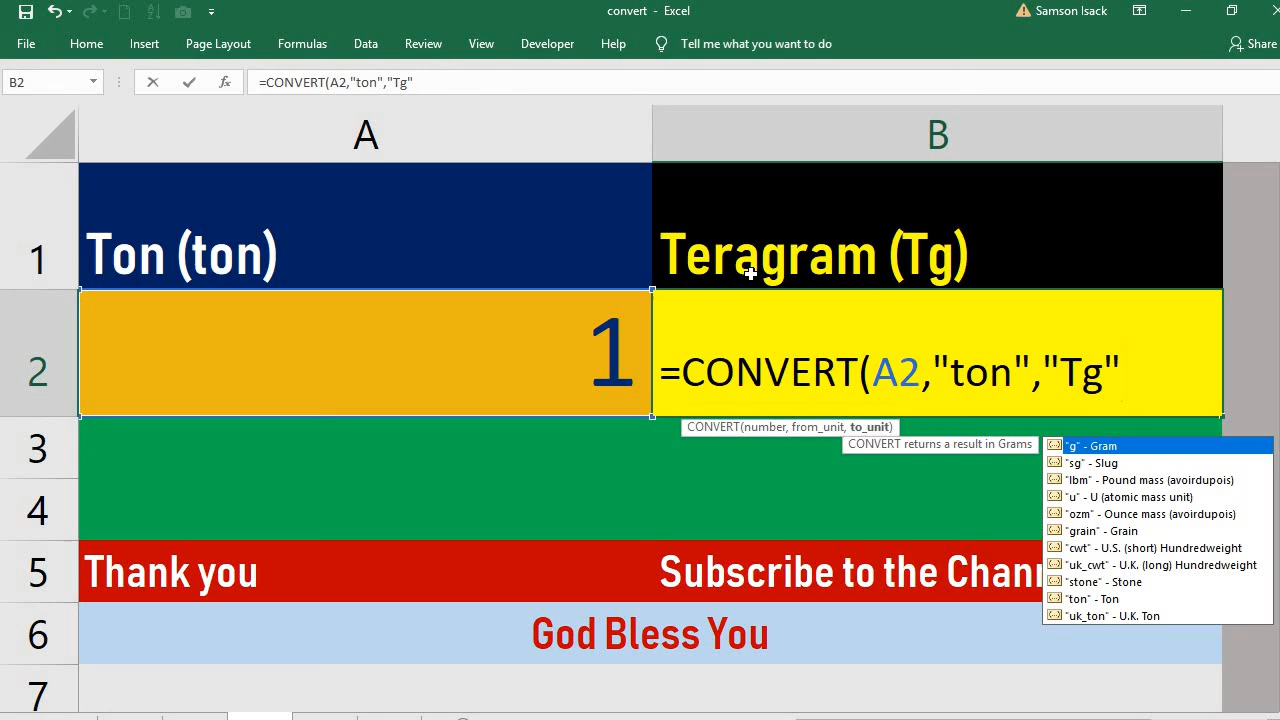 convert - Excel
Samson Isack
File Home Insert Page Layout Formulas Data Review View Developer Help Tell me what you want to do Share
B2 fx =CONVERT(A2,"ton","Tg"
A B
1 Ton (ton) Teragram (Tg)
2 1 =CONVERT(A2,"ton","Tg"
CONVERT(number, from_unit, to_unit)
CONVERT returns a result in Grams
"g" - Gram
"sg" - Slug
"lbm" - Pound mass (avoirdupois)
"u" - U (atomic mass unit)
"ozm" - Ounce mass (avoirdupois)
"grain" - Grain
"cwt" - U.S. (short) Hundredweight
"uk_cwt" - U.K. (long) Hundredweight
"stone" - Stone
"ton" - Ton
"uk_ton" - U.K. Ton
3
4
5 Thank you Subscribe to the Chann
6 God Bless You
7